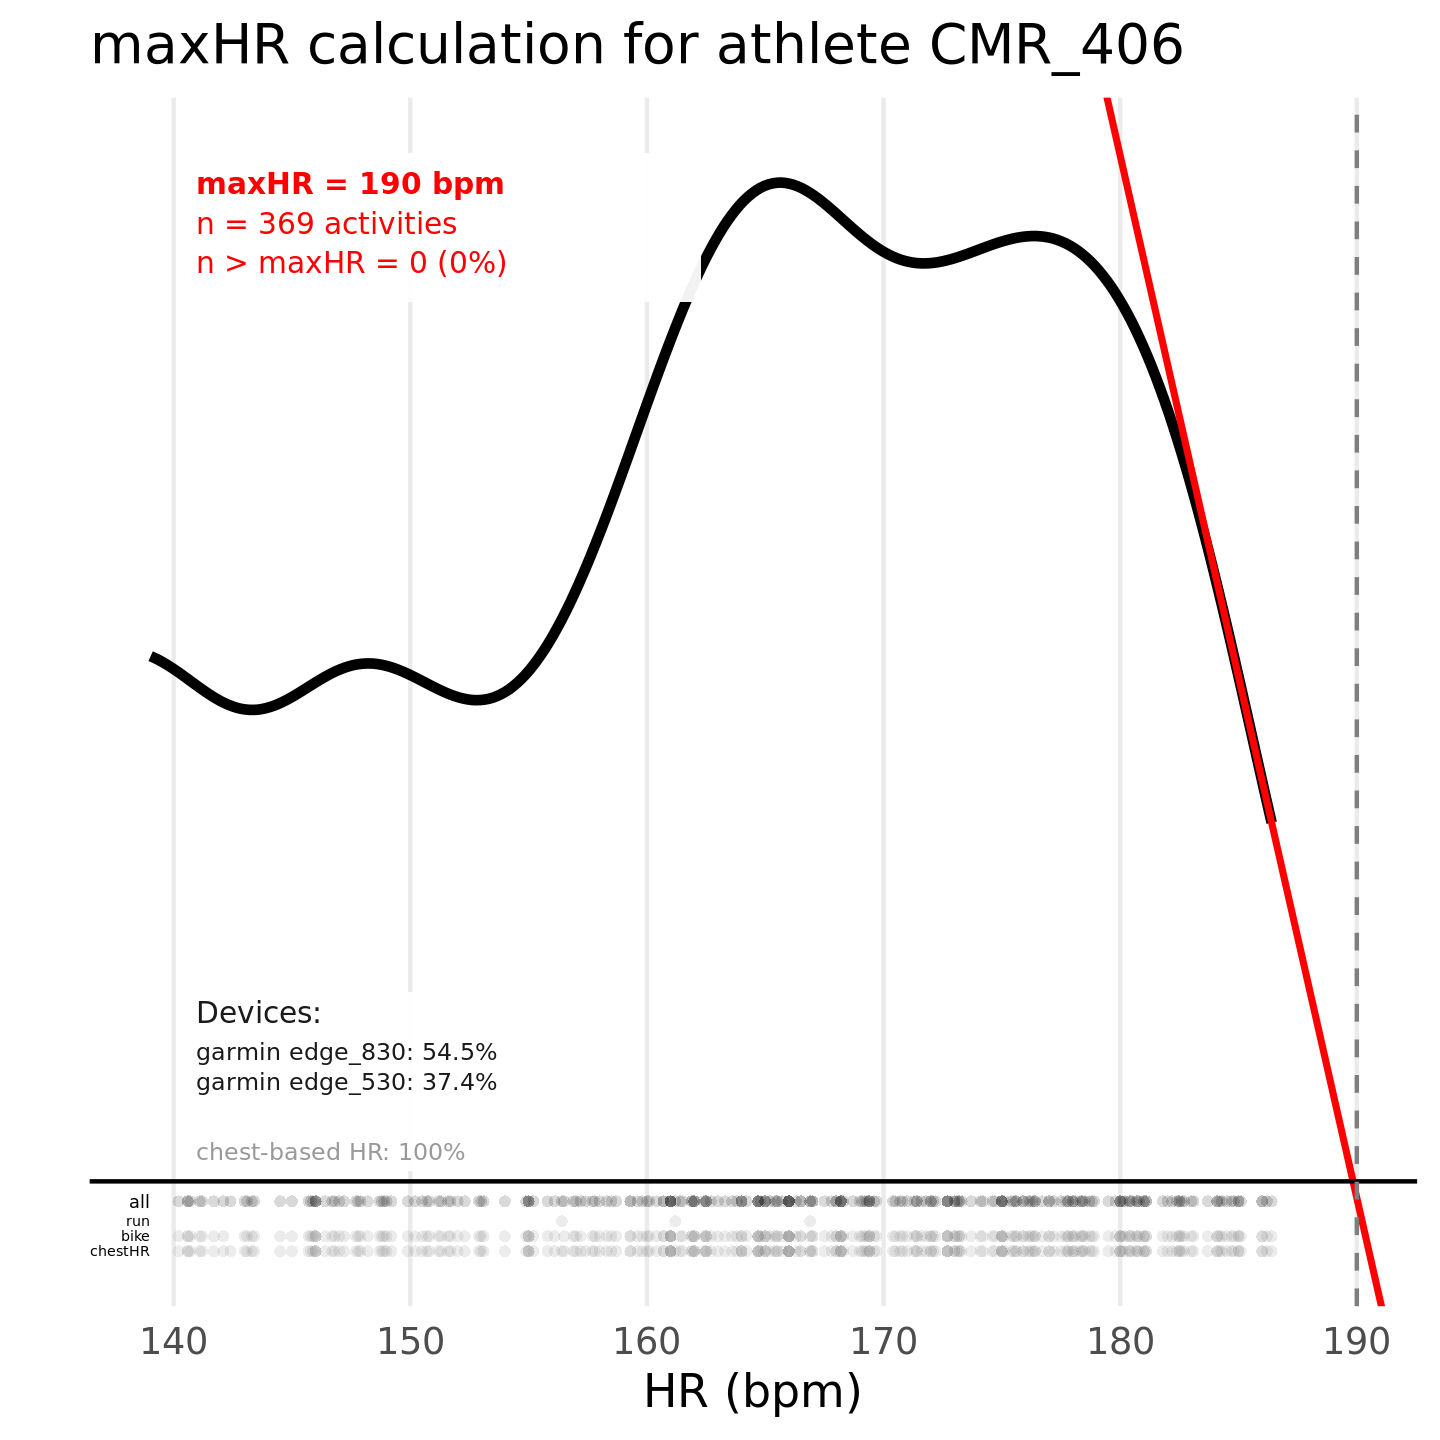 maxHR calculation for athlete CMR_406
maxHR = 190 bpm
n = 369 activities
n > maxHR = 0 (0%)
Devices:
garmin edge_830: 54.5%
garmin edge_530: 37.4%
chest-based HR: 100%
all
run
bike
chestHR
140 150 160 170 180 190
HR (bpm)